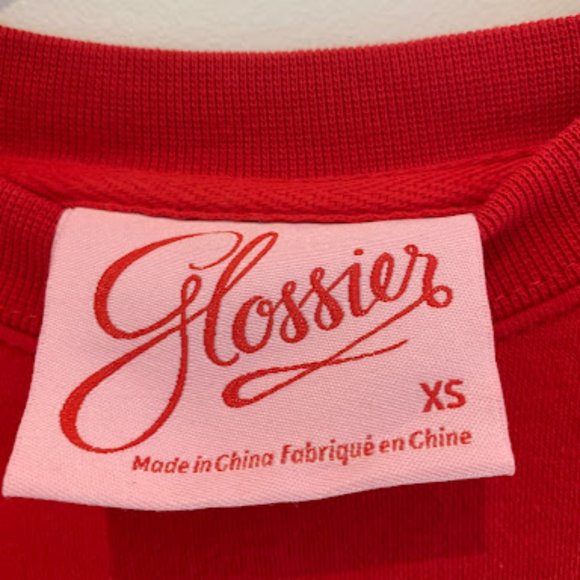 Glossier
XS
Made in China Fabriqué en Chine